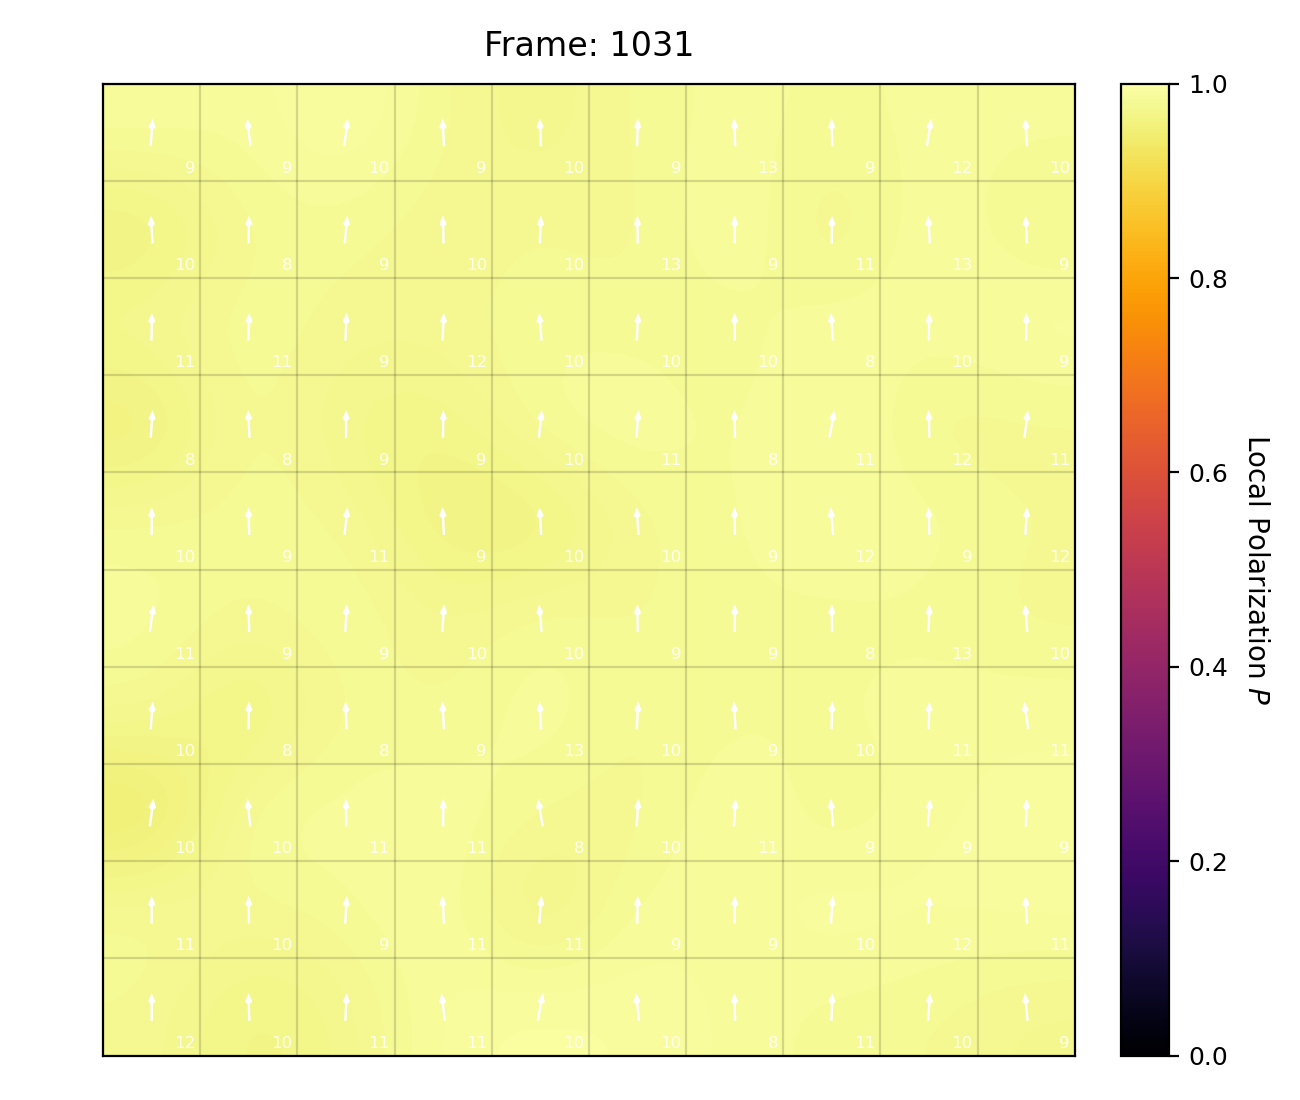 Frame: 1031
9 9 10 9 10 9 13 9 12 10
10 8 9 10 10 13 9 11 13 9
11 11 9 12 10 10 10 8 10 9
8 8 9 9 10 11 8 11 12 11
10 9 11 9 10 10 9 12 9 12
11 9 9 10 10 9 9 8 13 10
10 8 8 9 13 10 9 10 11 11
10 10 11 11 8 10 11 9 9 9
11 10 9 11 11 9 9 10 12 11
12 10 11 11 10 10 8 11 10 9
1.0
0.8
0.6
0.4
0.2
0.0
Local Polarization P